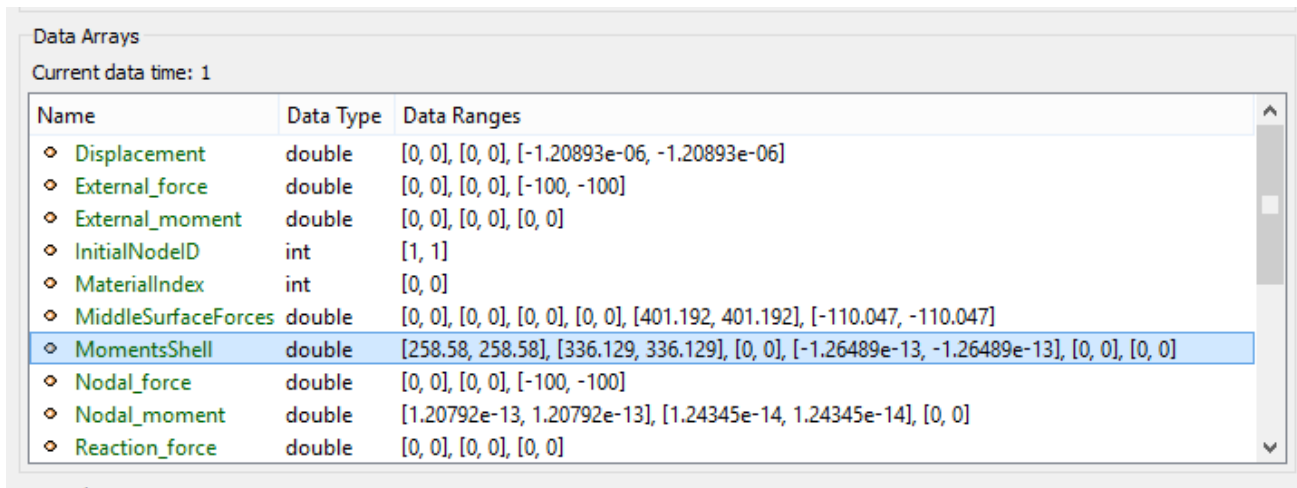 Data Arrays
Current data time: 1
Name Data Type Data Ranges
Displacement double [0, 0], [0, 0], [-1.20893e-06, -1.20893e-06]
External_force double [0, 0], [0, 0], [-100, -100]
External_moment double [0, 0], [0, 0], [0, 0]
InitialNodeID int [1, 1]
MaterialIndex int [0, 0]
MiddleSurfaceForces double [0, 0], [0, 0], [0, 0], [0, 0], [401.192, 401.192], [-110.047, -110.047]
MomentsShell double [258.58, 258.58], [336.129, 336.129], [0, 0], [-1.26489e-13, -1.26489e-13], [0, 0], [0, 0]
Nodal_force double [0, 0], [0, 0], [-100, -100]
Nodal_moment double [1.20792e-13, 1.20792e-13], [1.24345e-14, 1.24345e-14], [0, 0]
Reaction_force double [0, 0], [0, 0], [0, 0]